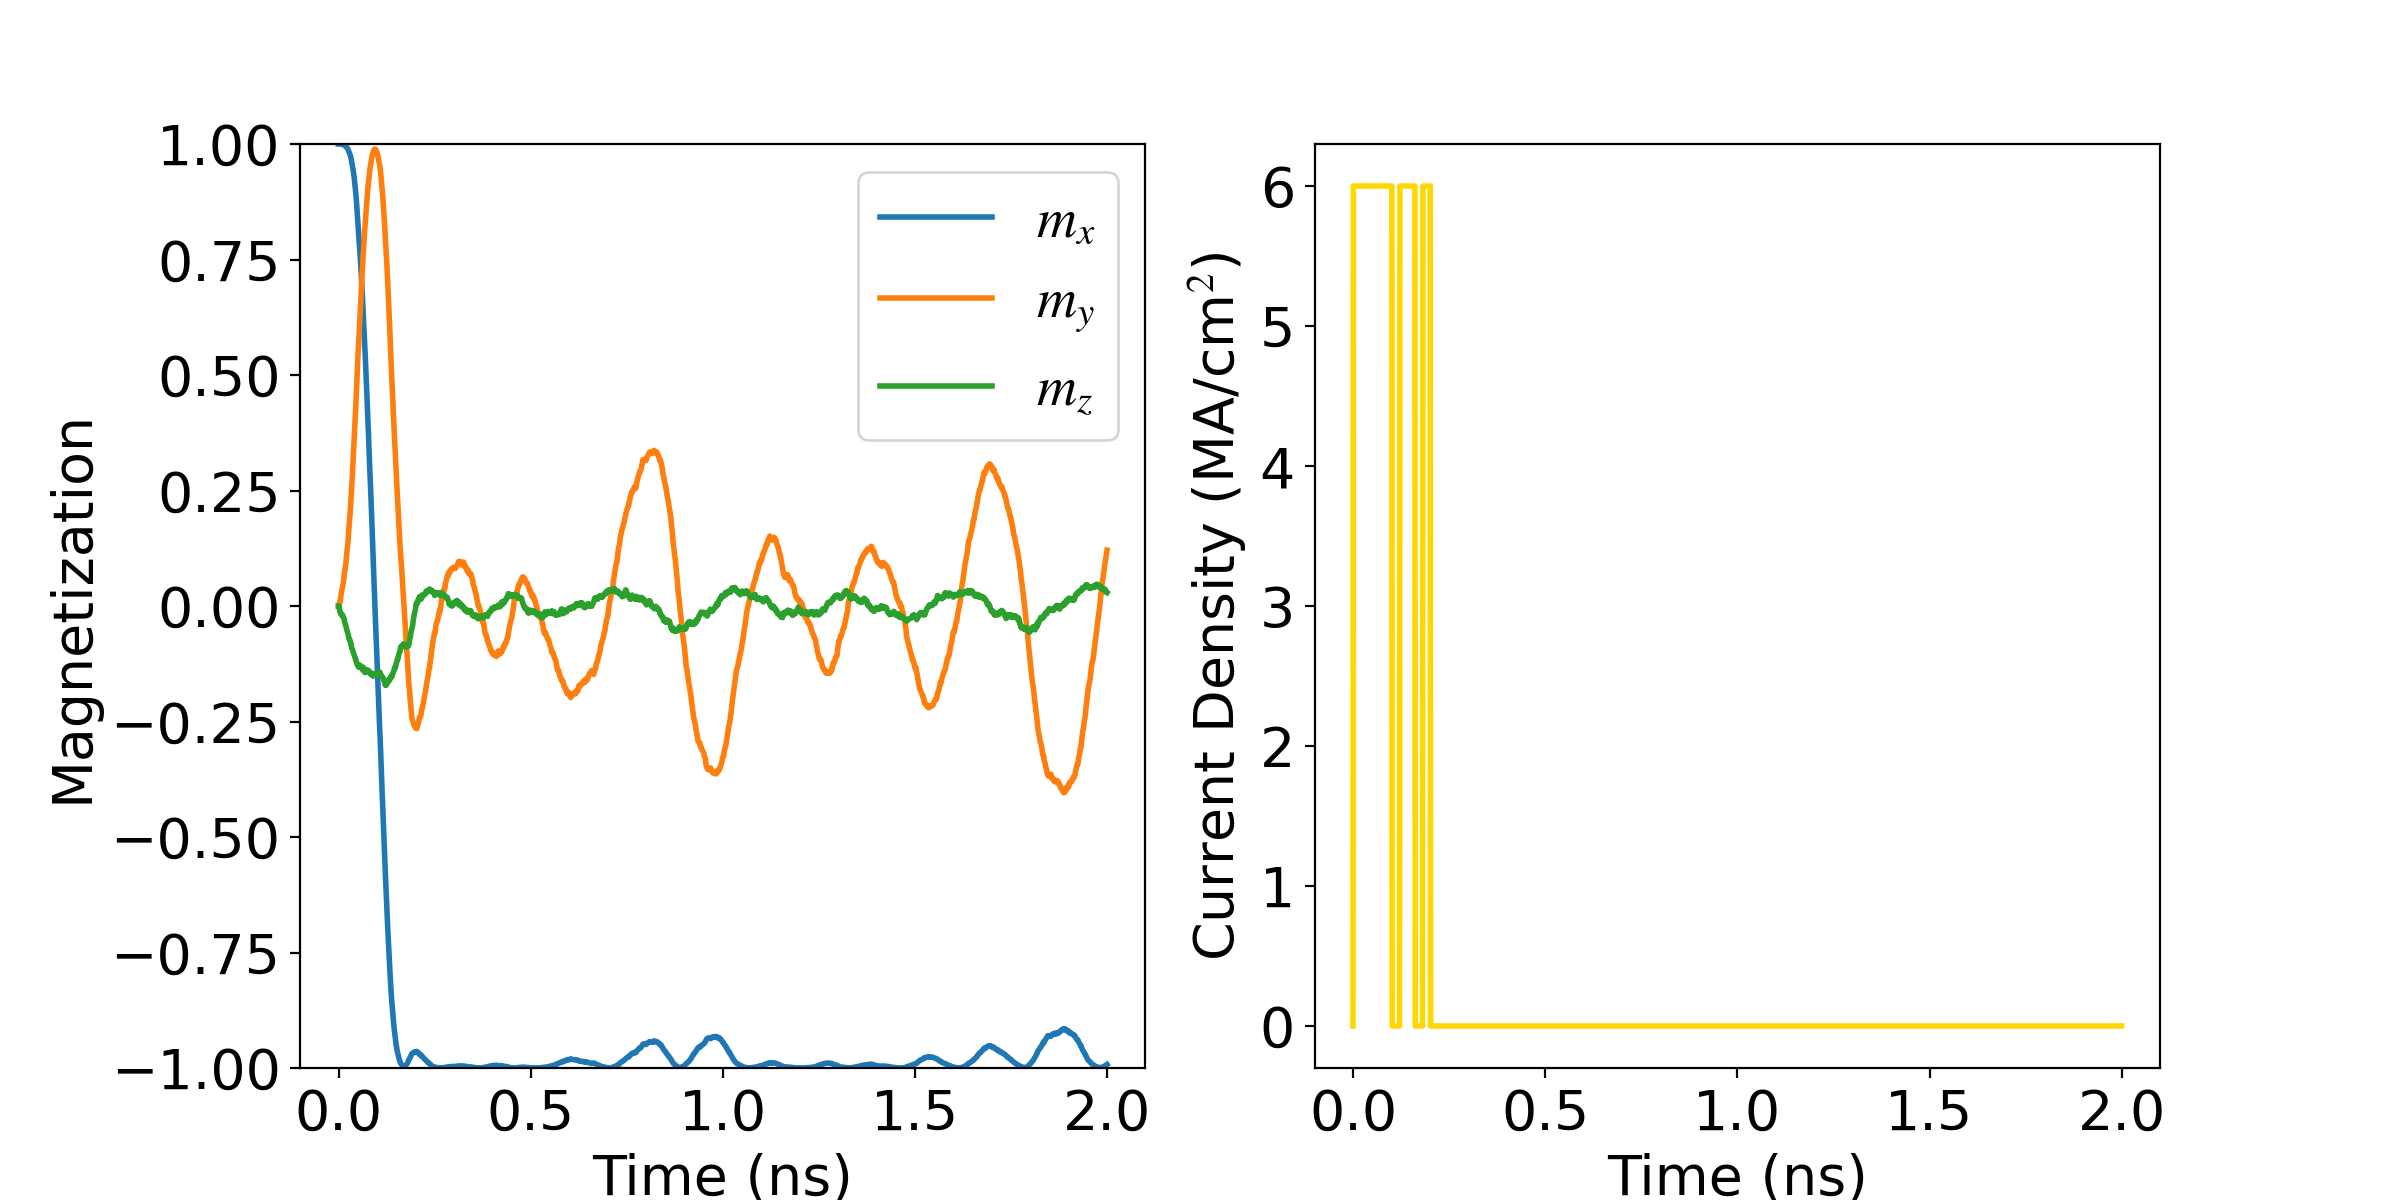 Magnetization
1.00
0.75
0.50
0.25
0.00
−0.25
−0.50
−0.75
−1.00
0.0 0.5 1.0 1.5 2.0
Time (ns)
m_x
m_y
m_z
Current Density (MA/cm²)
6
5
4
3
2
1
0
0.0 0.5 1.0 1.5 2.0
Time (ns)